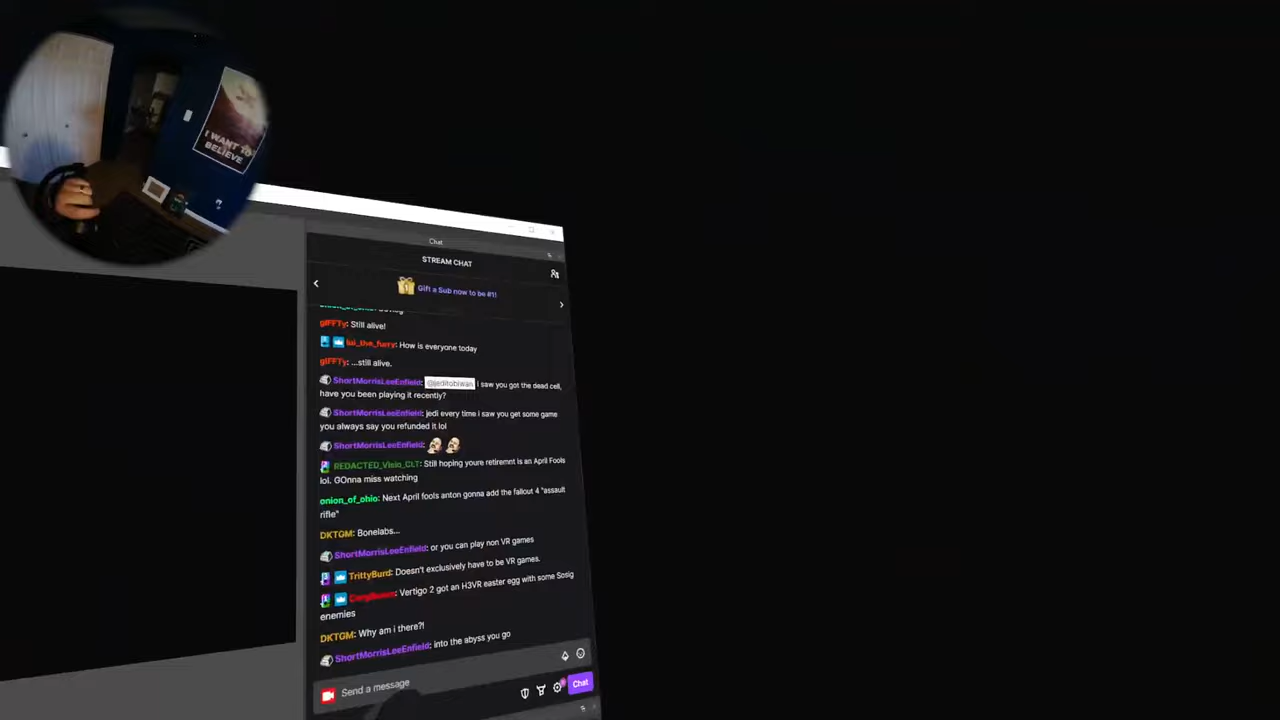 I WANT TO
BELIEVE
Chat
STREAM CHAT
Gift a Sub now to be #1!
gIFFTy: Still alive!
lui_the_furry: How is everyone today
gIFFTy: ...still alive.
ShortMorrisLeeEnfield: @jeditobiwan i saw you got the dead cell,
have you been playing it recently?
ShortMorrisLeeEnfield: jedi every time i saw you get some game
you always say you refunded it lol
ShortMorrisLeeEnfield:
REDACTED_Visio_CLT: Still hoping youre retiremnt is an April Fools
lol. GOnna miss watching
onion_of_ohio: Next April fools anton gonna add the fallout 4 "assault
rifle"
DKTGM: Bonelabs...
ShortMorrisLeeEnfield: or you can play non VR games
TrittyBurd: Doesn't exclusively have to be VR games.
Vertigo 2 got an H3VR easter egg with some Sosig
enemies
DKTGM: Why am i there?!
ShortMorrisLeeEnfield: into the abyss you go
Send a message
Chat